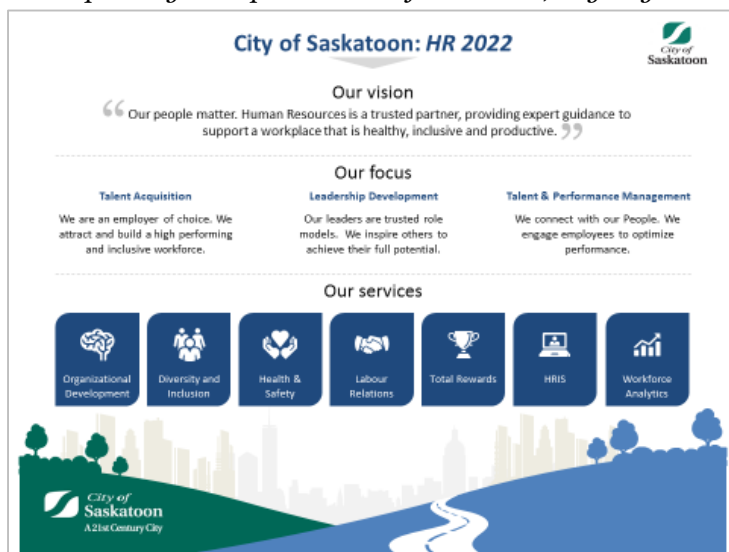 City of Saskatoon: HR 2022
City of
Saskatoon
Our vision
“ Our people matter. Human Resources is a trusted partner, providing expert guidance to
support a workplace that is healthy, inclusive and productive. ”
Our focus
Talent Acquisition
We are an employer of choice. We
attract and build a high performing
and inclusive workforce.
Leadership Development
Our leaders are trusted role
models. We inspire others to
achieve their full potential.
Talent & Performance Management
We connect with our People. We
engage employees to optimize
performance.
Our services
Organizational
Development
Diversity and
Inclusion
Health &
Safety
Labour
Relations
Total Rewards
HRIS
Workforce
Analytics
City of
Saskatoon
A 21st Century City